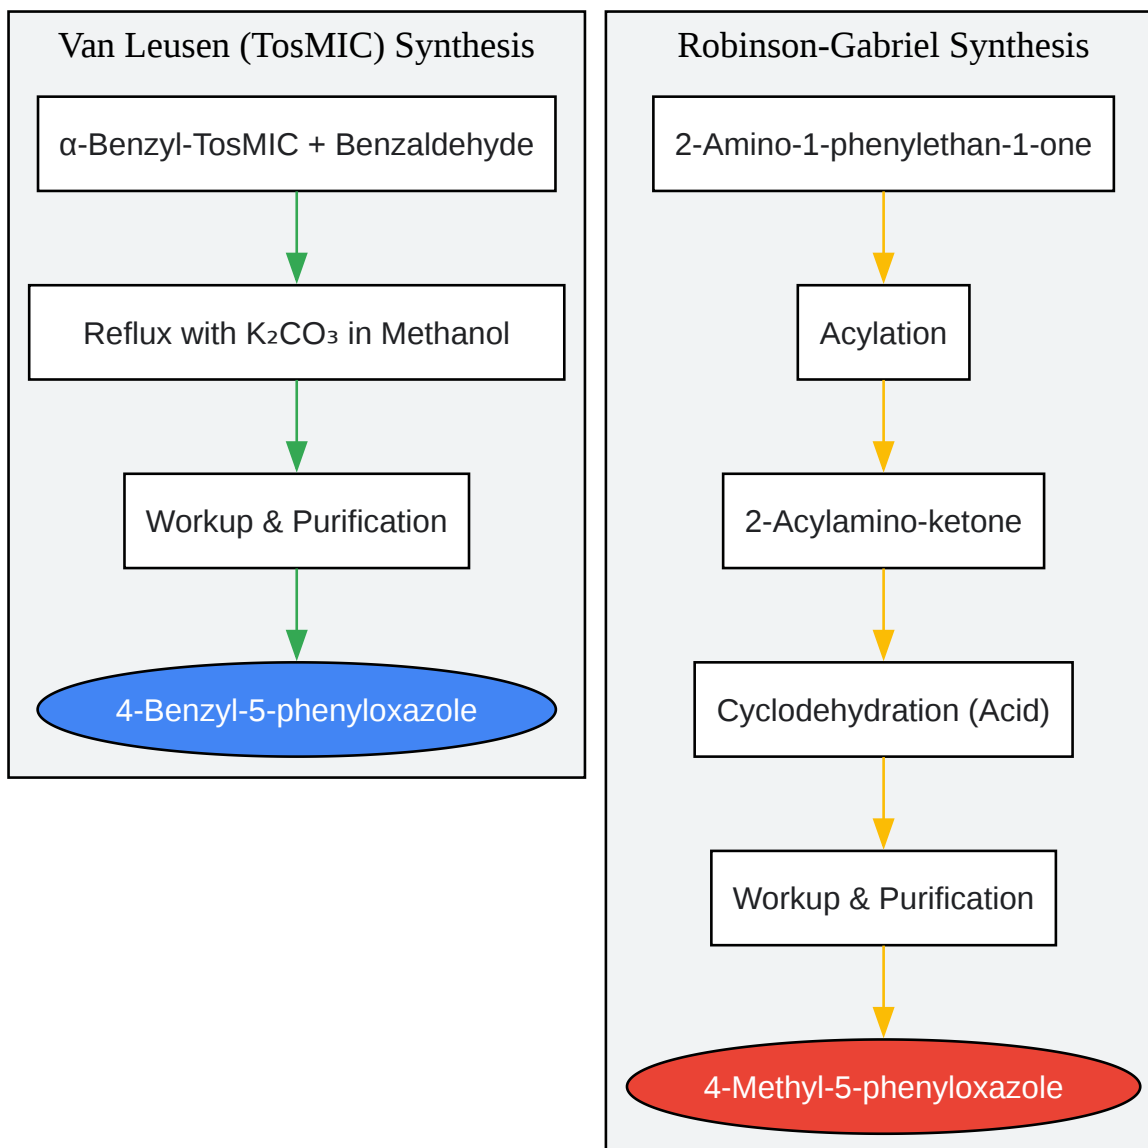 Van Leusen (TosMIC) Synthesis
α-Benzyl-TosMIC + Benzaldehyde
Reflux with K₂CO₃ in Methanol
Workup & Purification
4-Benzyl-5-phenyloxazole
Robinson-Gabriel Synthesis
2-Amino-1-phenylethan-1-one
Acylation
2-Acylamino-ketone
Cyclodehydration (Acid)
Workup & Purification
4-Methyl-5-phenyloxazole